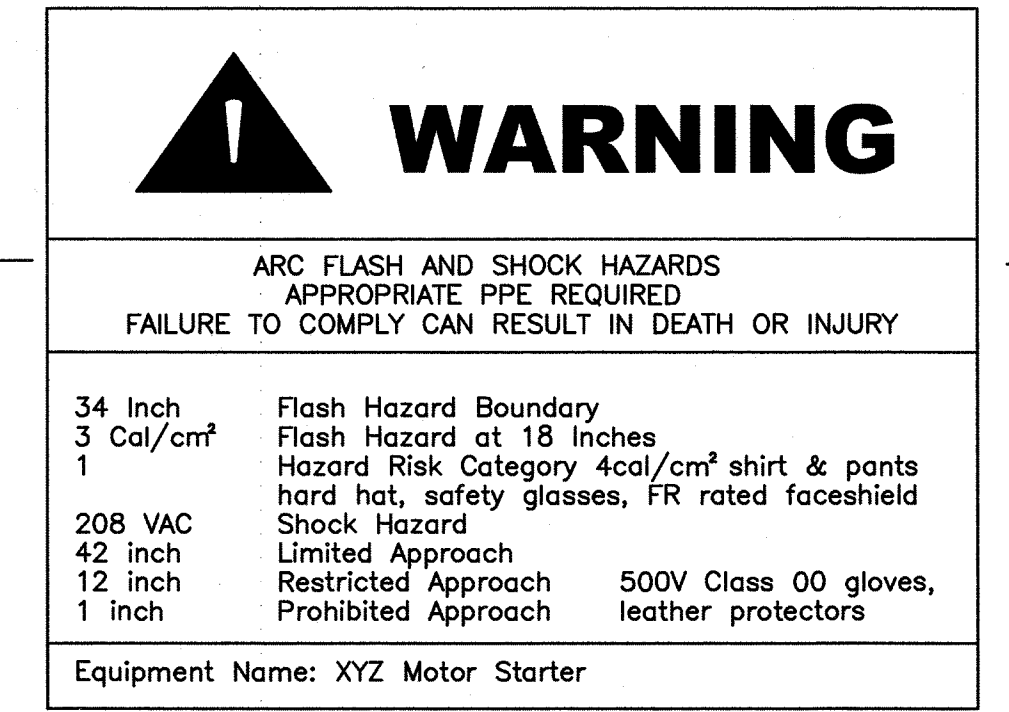 WARNING
ARC FLASH AND SHOCK HAZARDS
APPROPRIATE PPE REQUIRED
FAILURE TO COMPLY CAN RESULT IN DEATH OR INJURY
34 Inch Flash Hazard Boundary
3 Cal/cm² Flash Hazard at 18 Inches
1 Hazard Risk Category 4cal/cm² shirt & pants
hard hat, safety glasses, FR rated faceshield
208 VAC Shock Hazard
42 inch Limited Approach
12 inch Restricted Approach 500V Class 00 gloves,
1 inch Prohibited Approach leather protectors
Equipment Name: XYZ Motor Starter